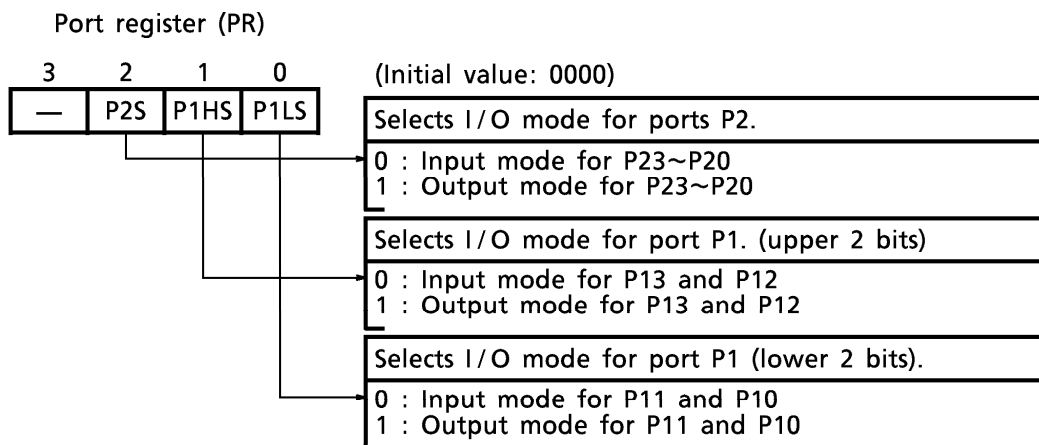 Port register (PR)
3 2 1 0
(Initial value: 0000)
— P2S P1HS P1LS
Selects I/O mode for ports P2.
0 : Input mode for P23~P20
1 : Output mode for P23~P20
Selects I/O mode for port P1. (upper 2 bits)
0 : Input mode for P13 and P12
1 : Output mode for P13 and P12
Selects I/O mode for port P1 (lower 2 bits).
0 : Input mode for P11 and P10
1 : Output mode for P11 and P10